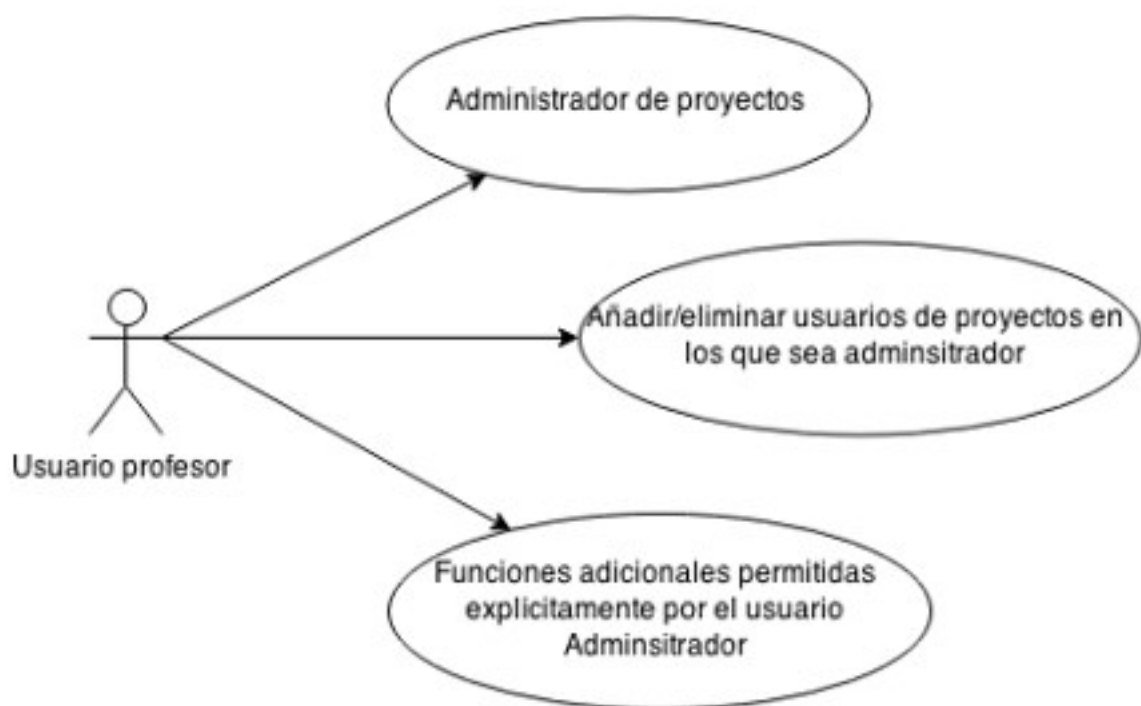 Administrador de proyectos
Añadir/eliminar usuarios de proyectos en
los que sea adminsitrador
Usuario profesor
Funciones adicionales permitidas
explicitamente por el usuario
Adminsitrador